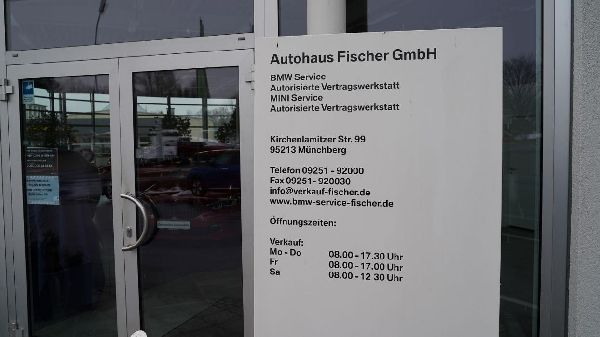 Autohaus Fischer GmbH
BMW Service
Autorisierte Vertragswerkstatt
MINI Service
Autorisierte Vertragswerkstatt
Kirchenlamitzer Str. 99
95213 Münchberg
Telefon 09251 - 92000
Fax 09251 - 920030
info@verkauf-fischer.de
www.bmw-service-fischer.de
Öffnungszeiten:
Verkauf:
Mo - Do 08.00 - 17.30 Uhr
Fr 08.00 - 17.00 Uhr
Sa 08.00 - 12.30 Uhr